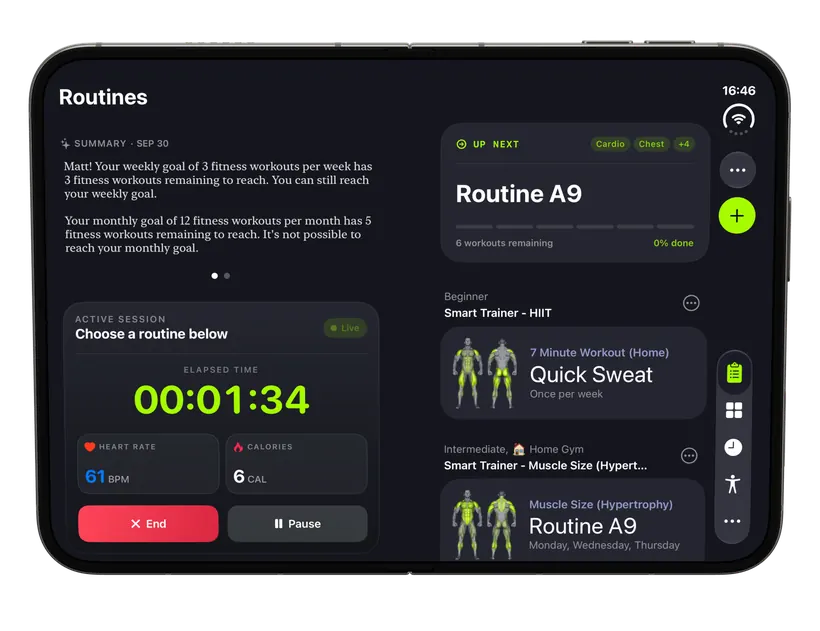 Routines
16:46
SUMMARY · SEP 30
Matt! Your weekly goal of 3 fitness workouts per week has
3 fitness workouts remaining to reach. You can still reach
your weekly goal.
Your monthly goal of 12 fitness workouts per month has 5
fitness workouts remaining to reach. It's not possible to
reach your monthly goal.
ACTIVE SESSION
Choose a routine below
Live
ELAPSED TIME
00:01:34
HEART RATE
61 BPM
CALORIES
6 CAL
End
Pause
UP NEXT
Cardio
Chest
+4
Routine A9
6 workouts remaining
0% done
Beginner
Smart Trainer - HIIT
7 Minute Workout (Home)
Quick Sweat
Once per week
Intermediate, 🏠 Home Gym
Smart Trainer - Muscle Size (Hypert...
Muscle Size (Hypertrophy)
Routine A9
Monday, Wednesday, Thursday